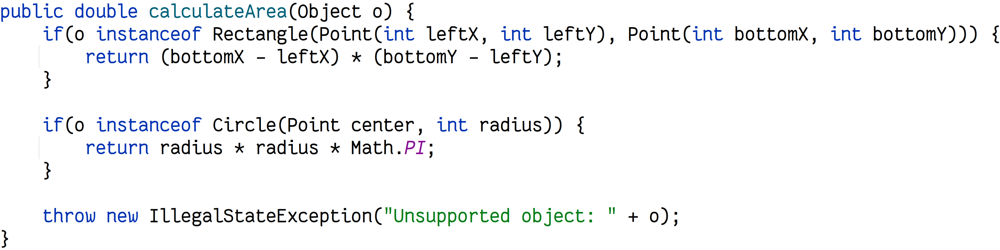 public double calculateArea(Object o) {
    if(o instanceof Rectangle(Point(int leftX, int leftY), Point(int bottomX, int bottomY))) {
        return (bottomX - leftX) * (bottomY - leftY);
    }

    if(o instanceof Circle(Point center, int radius)) {
        return radius * radius * Math.PI;
    }

    throw new IllegalStateException("Unsupported object: " + o);
}